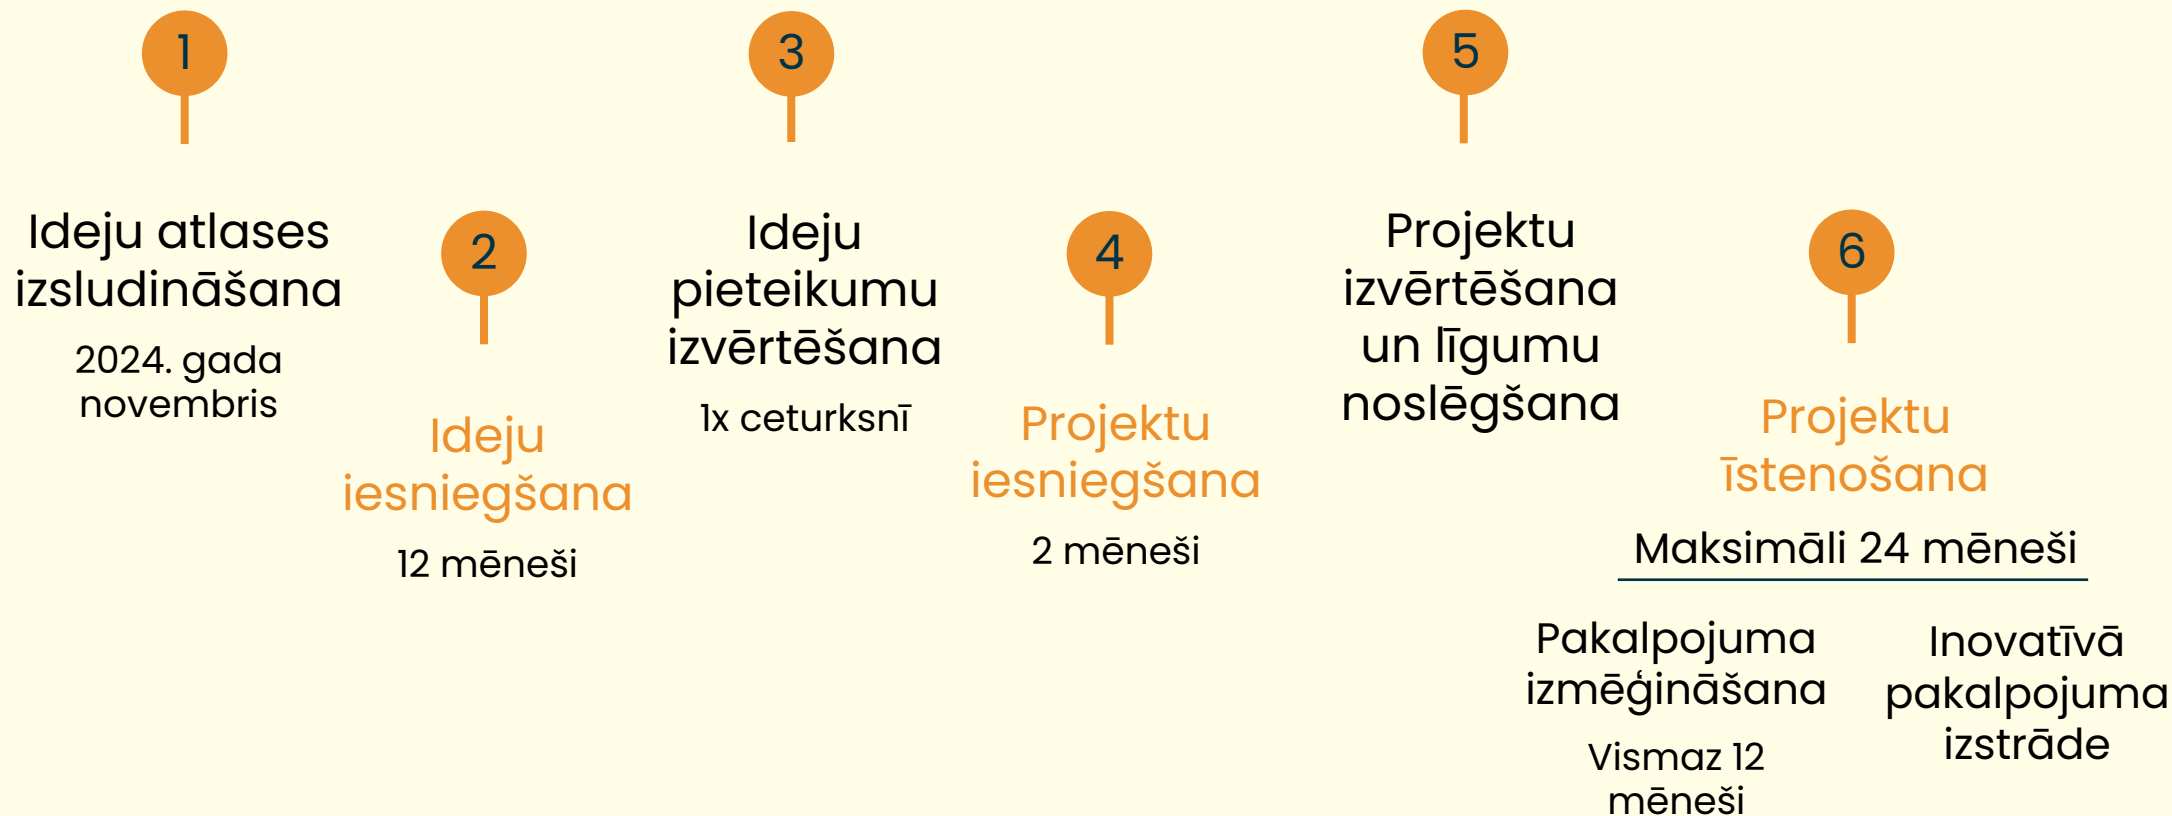 1
Ideju atlases
izsludināšana
2024. gada
novembris
2
Ideju
iesniegšana
12 mēneši
3
Ideju
pieteikumu
izvērtēšana
1x ceturksnī
4
Projektu
iesniegšana
2 mēneši
5
Projektu
izvērtēšana
un līgumu
noslēgšana
6
Projektu
īstenošana
Maksimāli 24 mēneši
Pakalpojuma
izmēģināšana
Vismaz 12
mēneši
Inovatīvā
pakalpojuma
izstrāde